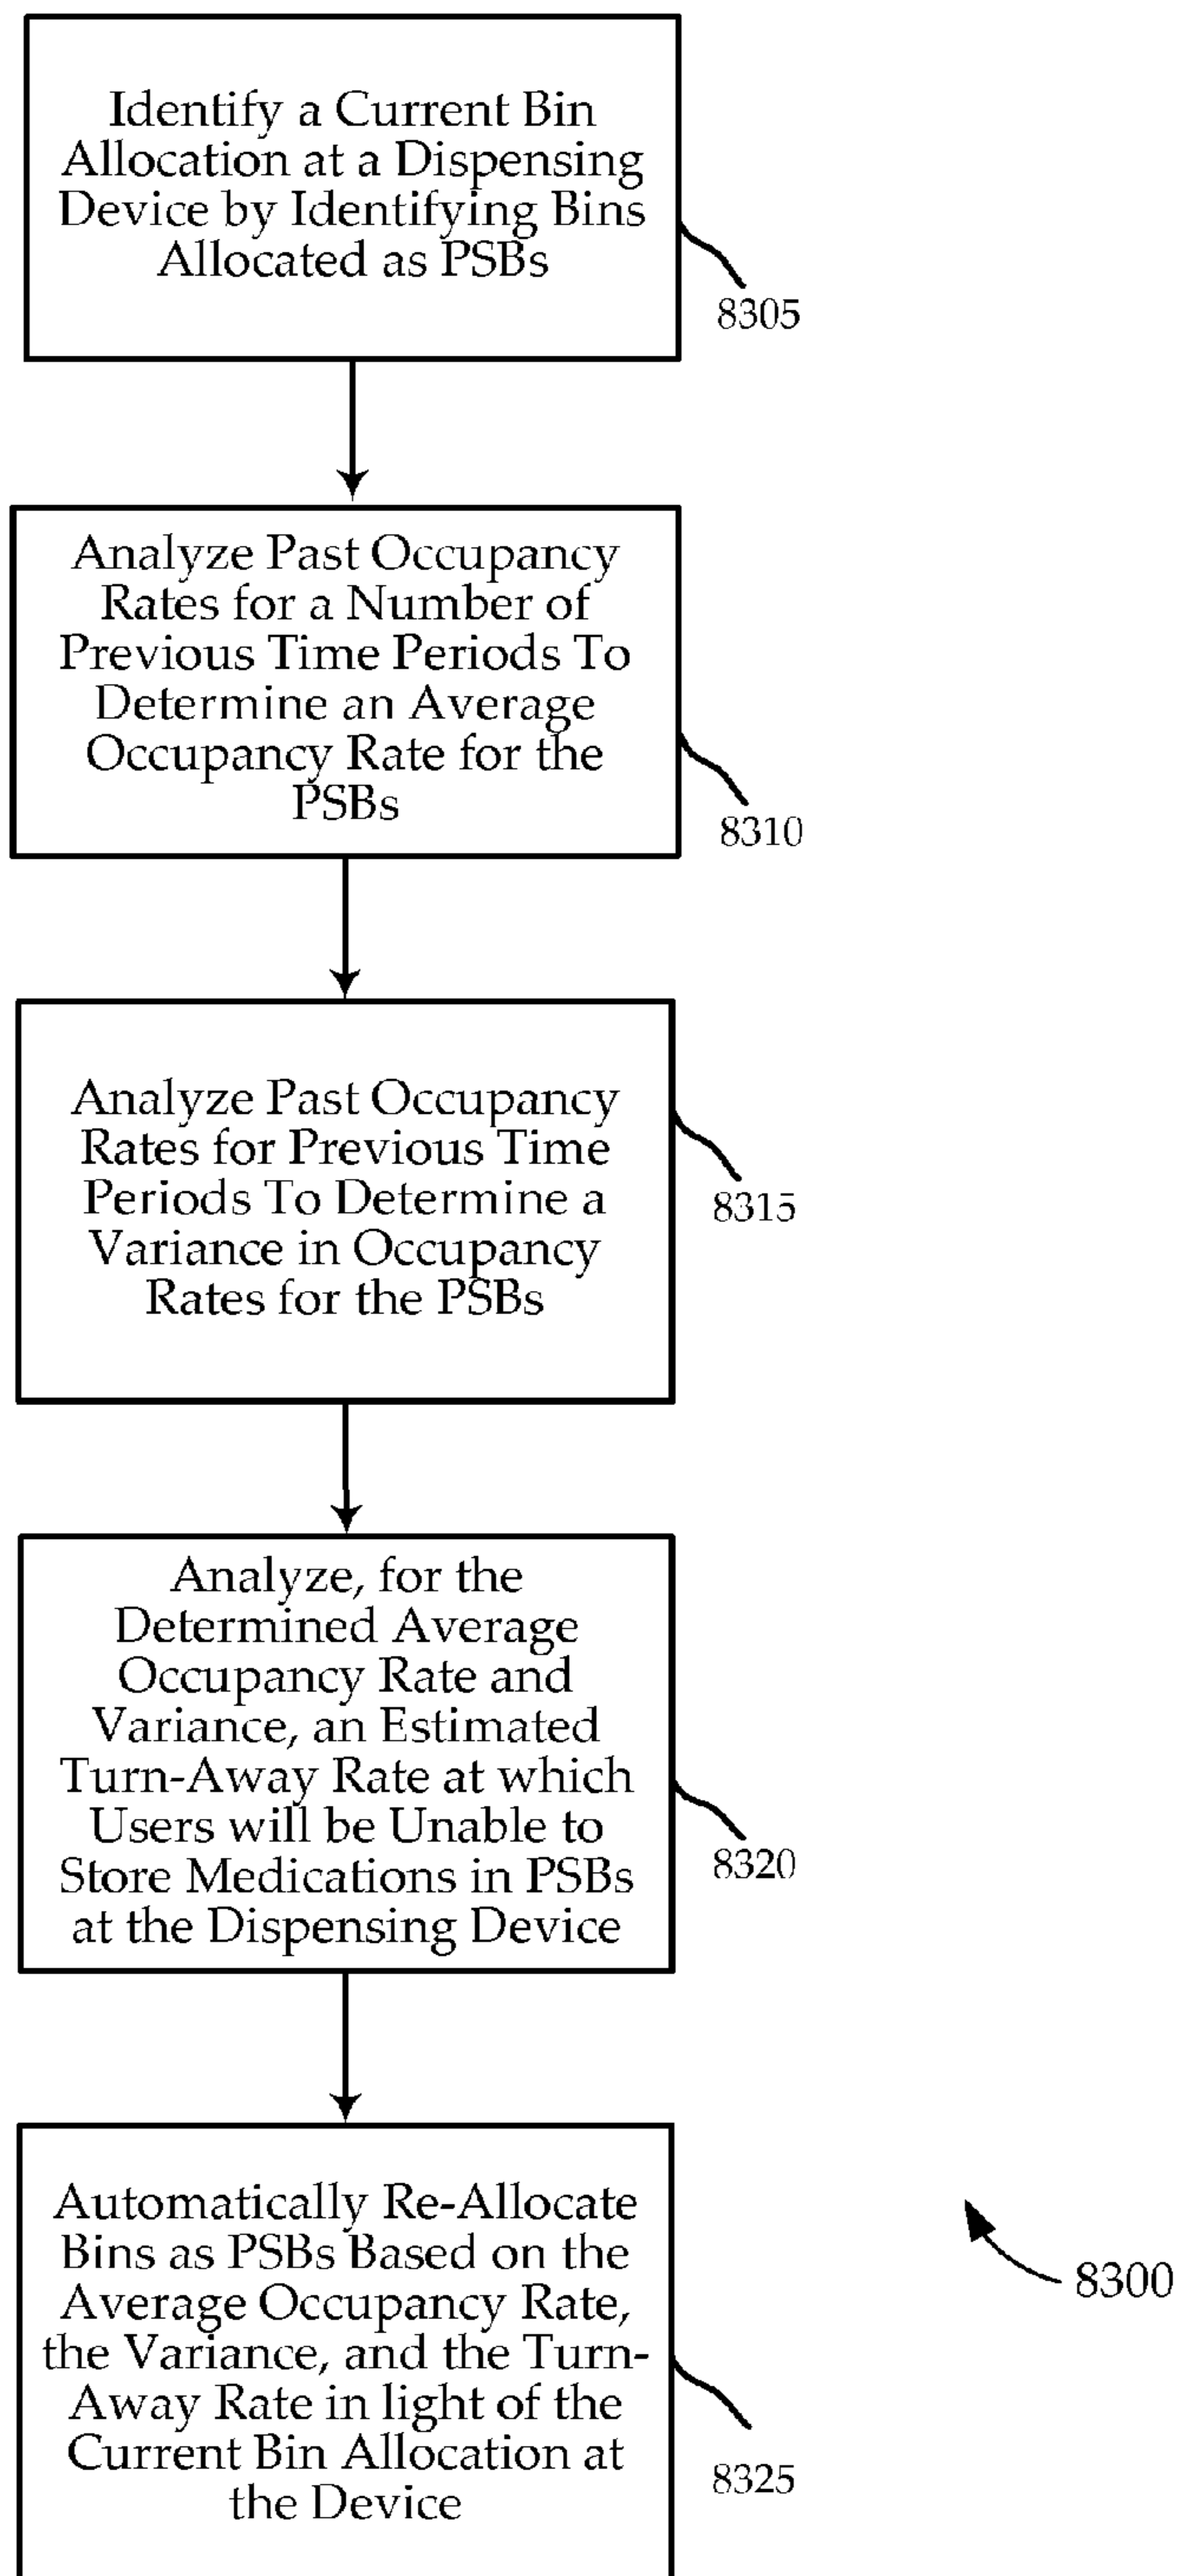 Identify a Current Bin
Allocation at a Dispensing
Device by Identifying Bins
Allocated as PSBs
8305
Analyze Past Occupancy
Rates for a Number of
Previous Time Periods To
Determine an Average
Occupancy Rate for the
PSBs
8310
Analyze Past Occupancy
Rates for Previous Time
Periods To Determine a
Variance in Occupancy
Rates for the PSBs
8315
Analyze, for the
Determined Average
Occupancy Rate and
Variance, an Estimated
Turn-Away Rate at which
Users will be Unable to
Store Medications in PSBs
at the Dispensing Device
8320
Automatically Re-Allocate
Bins as PSBs Based on the
Average Occupancy Rate,
the Variance, and the Turn-
Away Rate in light of the
Current Bin Allocation at
the Device
8325
8300